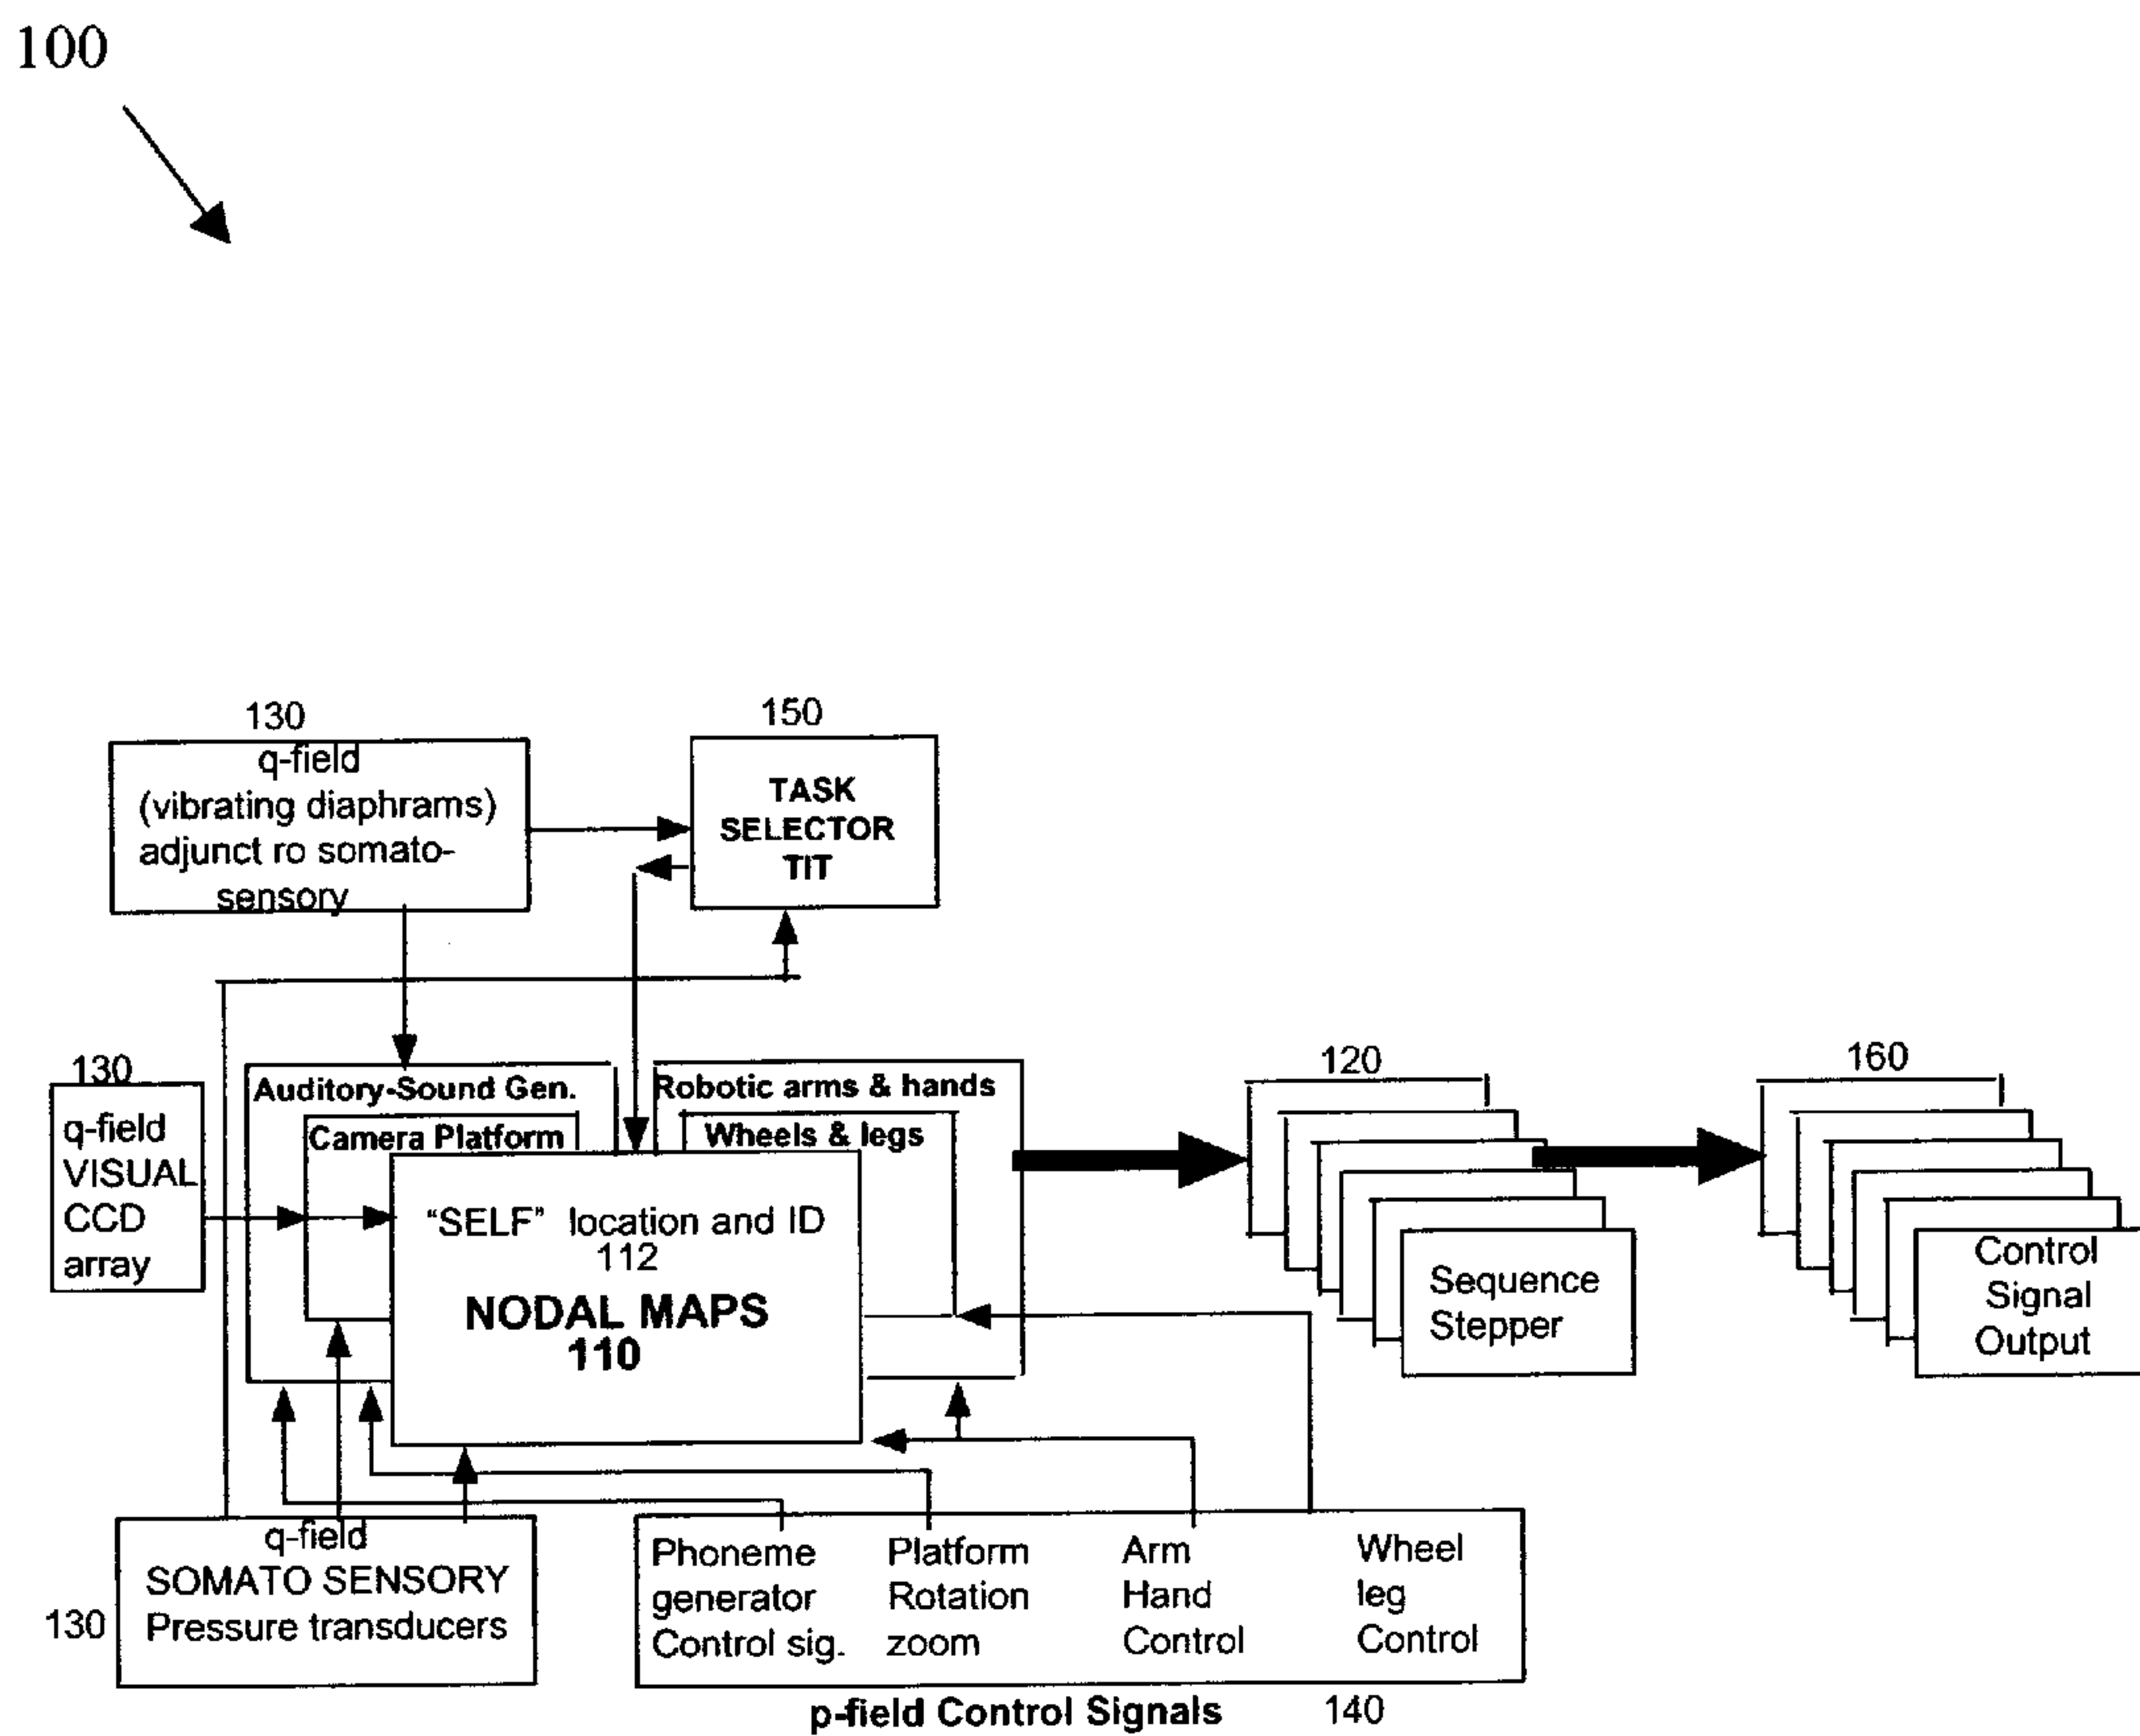 100
130
q-field
(vibrating diaphrams)
adjunct ro somato-
sensory
150
TASK
SELECTOR
TIT
130
q-field
VISUAL
CCD
array
Auditory-Sound Gen.
Camera Platform
Robotic arms & hands
Wheels & legs
“SELF” location and ID
112
NODAL MAPS
110
120
Sequence
Stepper
160
Control
Signal
Output
130
q-field
SOMATO SENSORY
Pressure transducers
Phoneme
generator
Control sig.
Platform
Rotation
zoom
Arm
Hand
Control
Wheel
leg
Control
p-field Control Signals 140